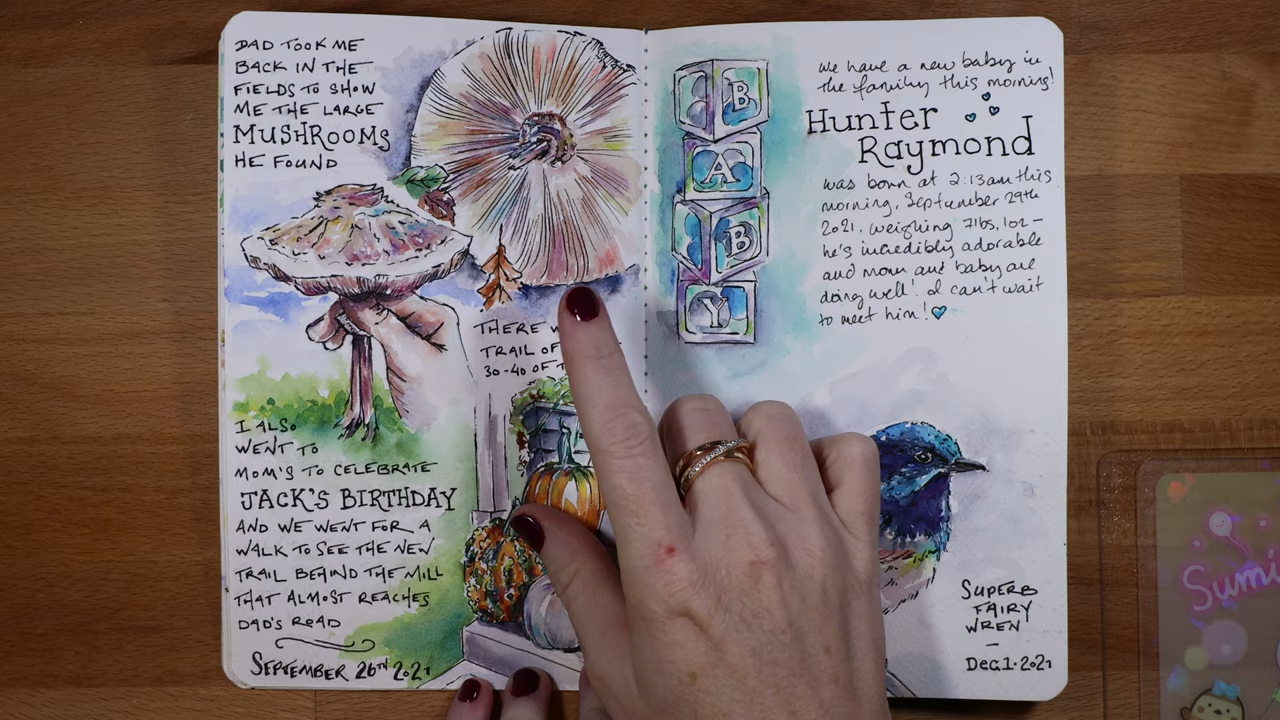 DAD TOOK ME
BACK IN THE
FIELDS TO SHOW
ME THE LARGE
MUSHROOMS
HE FOUND
THERE
TRAIL OF
30-40 OF
I ALSO
WENT TO
MOM'S TO CELEBRATE
JACK'S BIRTHDAY
AND WE WENT FOR A
WALK TO SEE THE NEW
TRAIL BEHIND THE MILL
THAT ALMOST REACHES
DAD'S ROAD
SEPTEMBER 26TH 2021
B
A
B
Y
We have a new baby in
the family this morning!
Hunter
Raymond
was born at 2:13am this
morning, September 29th
2021. weighing 7lbs, 1oz -
he's incredibly adorable
and mom and baby are
doing well! I can't wait
to meet him!
SUPERB
FAIRY
WREN
-
DEC.1.2021
Sumi